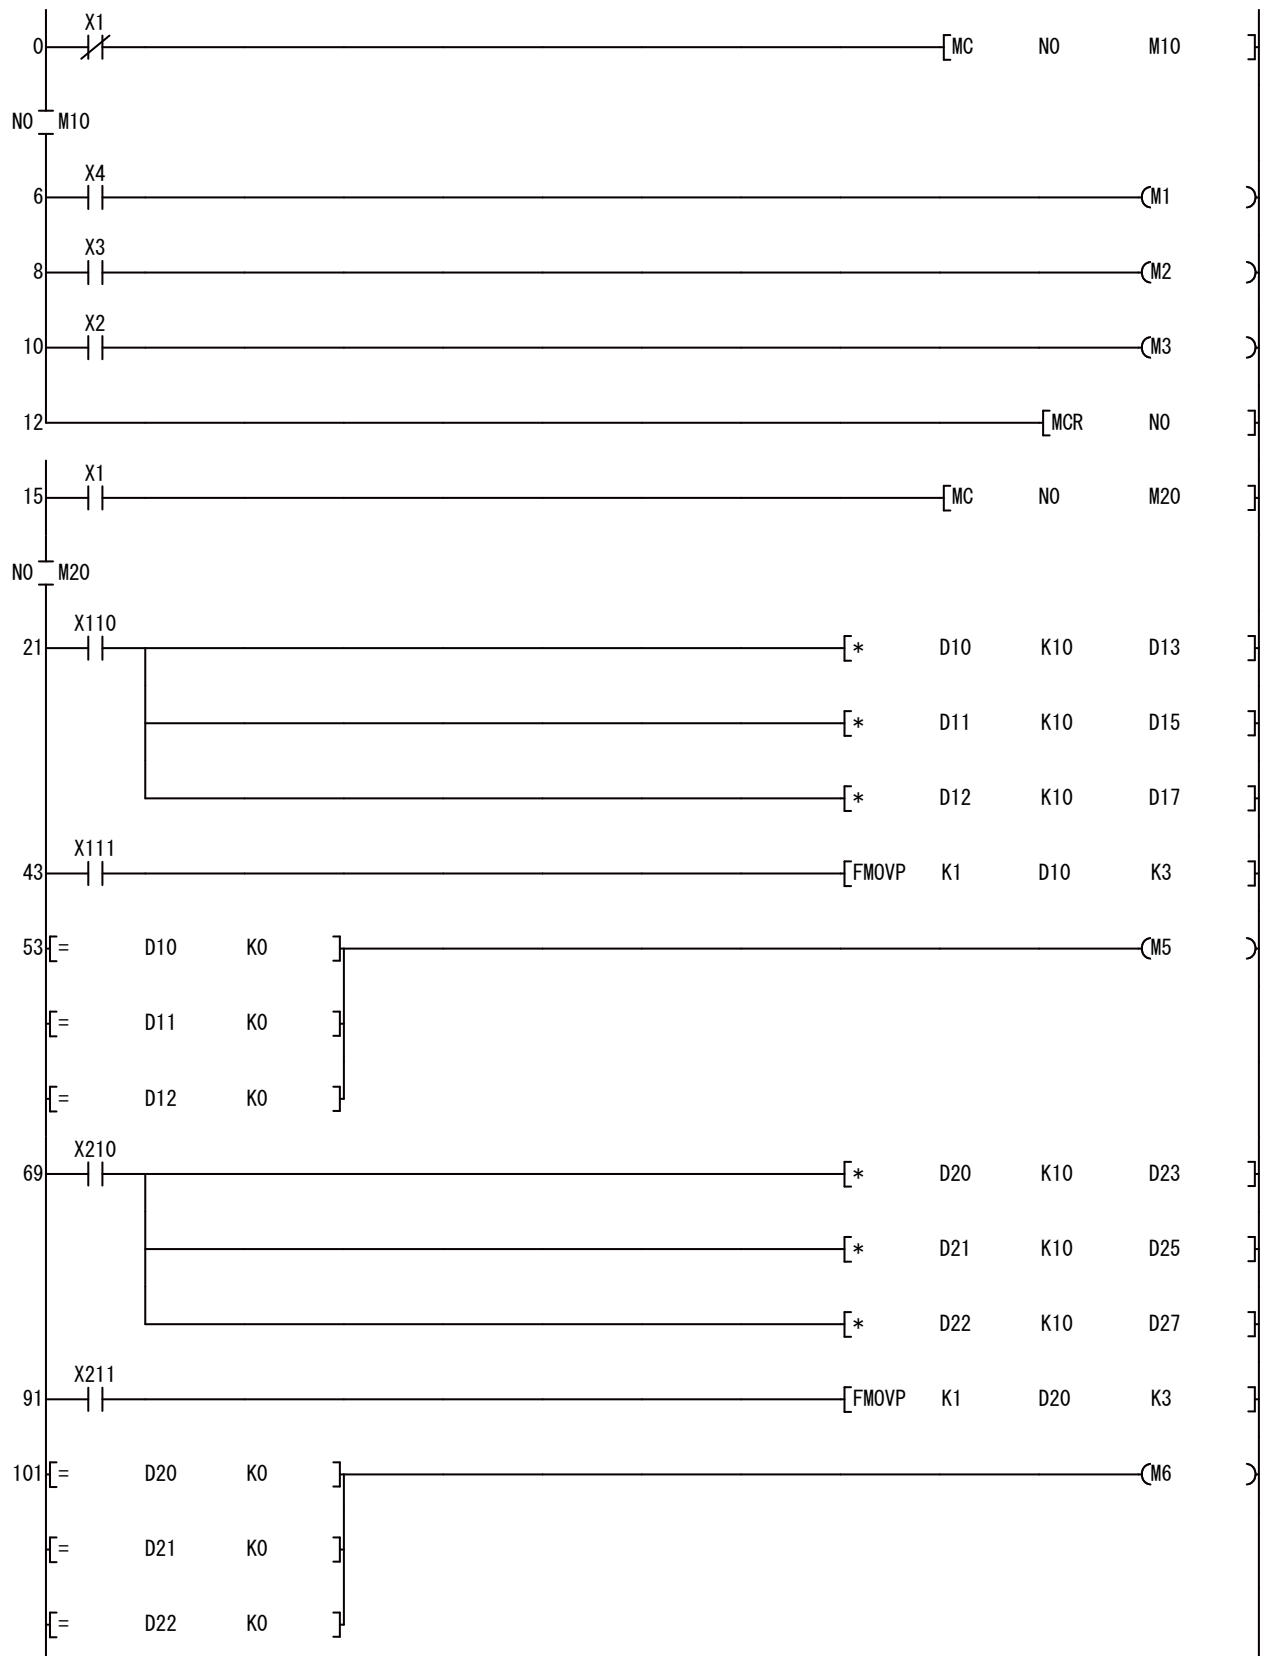 X1
0 [MC N0 M10 ]
N0 M10
X4
6 (M1 )
X3
8 (M2 )
X2
10 (M3 )
12 [MCR N0 ]
X1
15 [MC N0 M20 ]
N0 M20
X110
21 [* D10 K10 D13 ]
[* D11 K10 D15 ]
[* D12 K10 D17 ]
X111
43 [FMOVP K1 D10 K3 ]
53 [= D10 K0 ] (M5 )
[= D11 K0 ]
[= D12 K0 ]
X210
69 [* D20 K10 D23 ]
[* D21 K10 D25 ]
[* D22 K10 D27 ]
X211
91 [FMOVP K1 D20 K3 ]
101 [= D20 K0 ] (M6 )
[= D21 K0 ]
[= D22 K0 ]